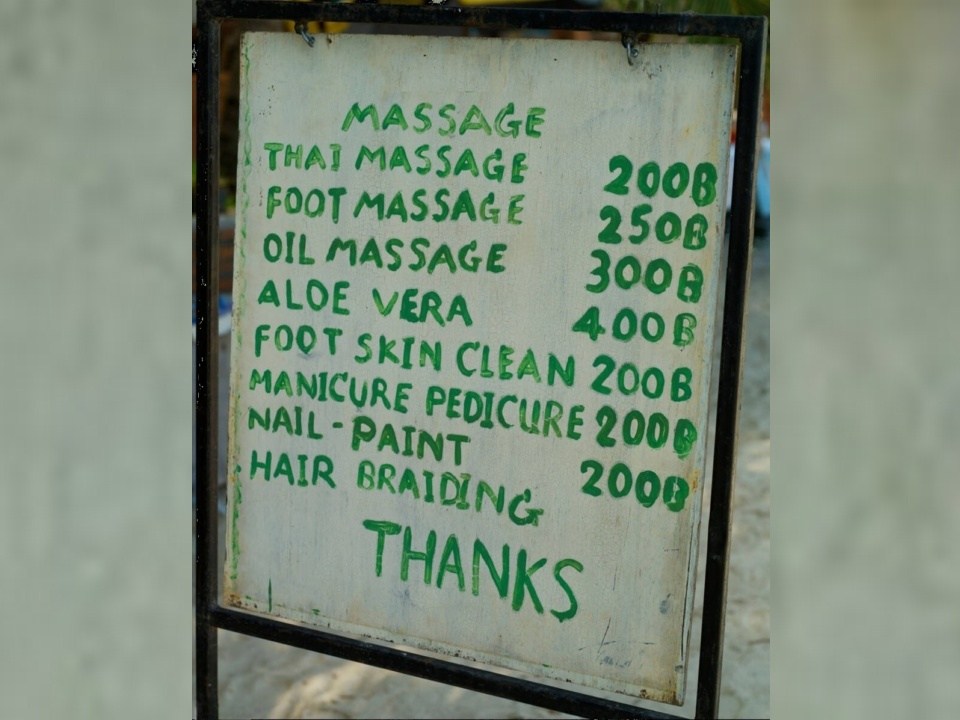 MASSAGE
THAI MASSAGE 200B
FOOT MASSAGE 250B
OIL MASSAGE 300B
ALOE VERA 400B
FOOT SKIN CLEAN 200B
MANICURE PEDICURE 200B
NAIL-PAINT 200B
HAIR BRAIDING
THANKS